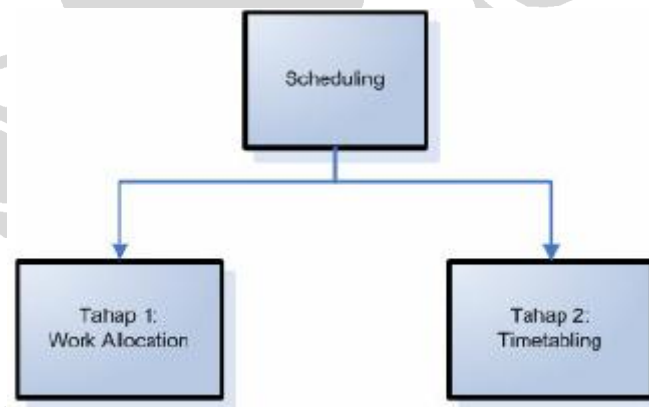 Scheduling
Tahap 1:
Work Allocation
Tahap 2:
Timetabling